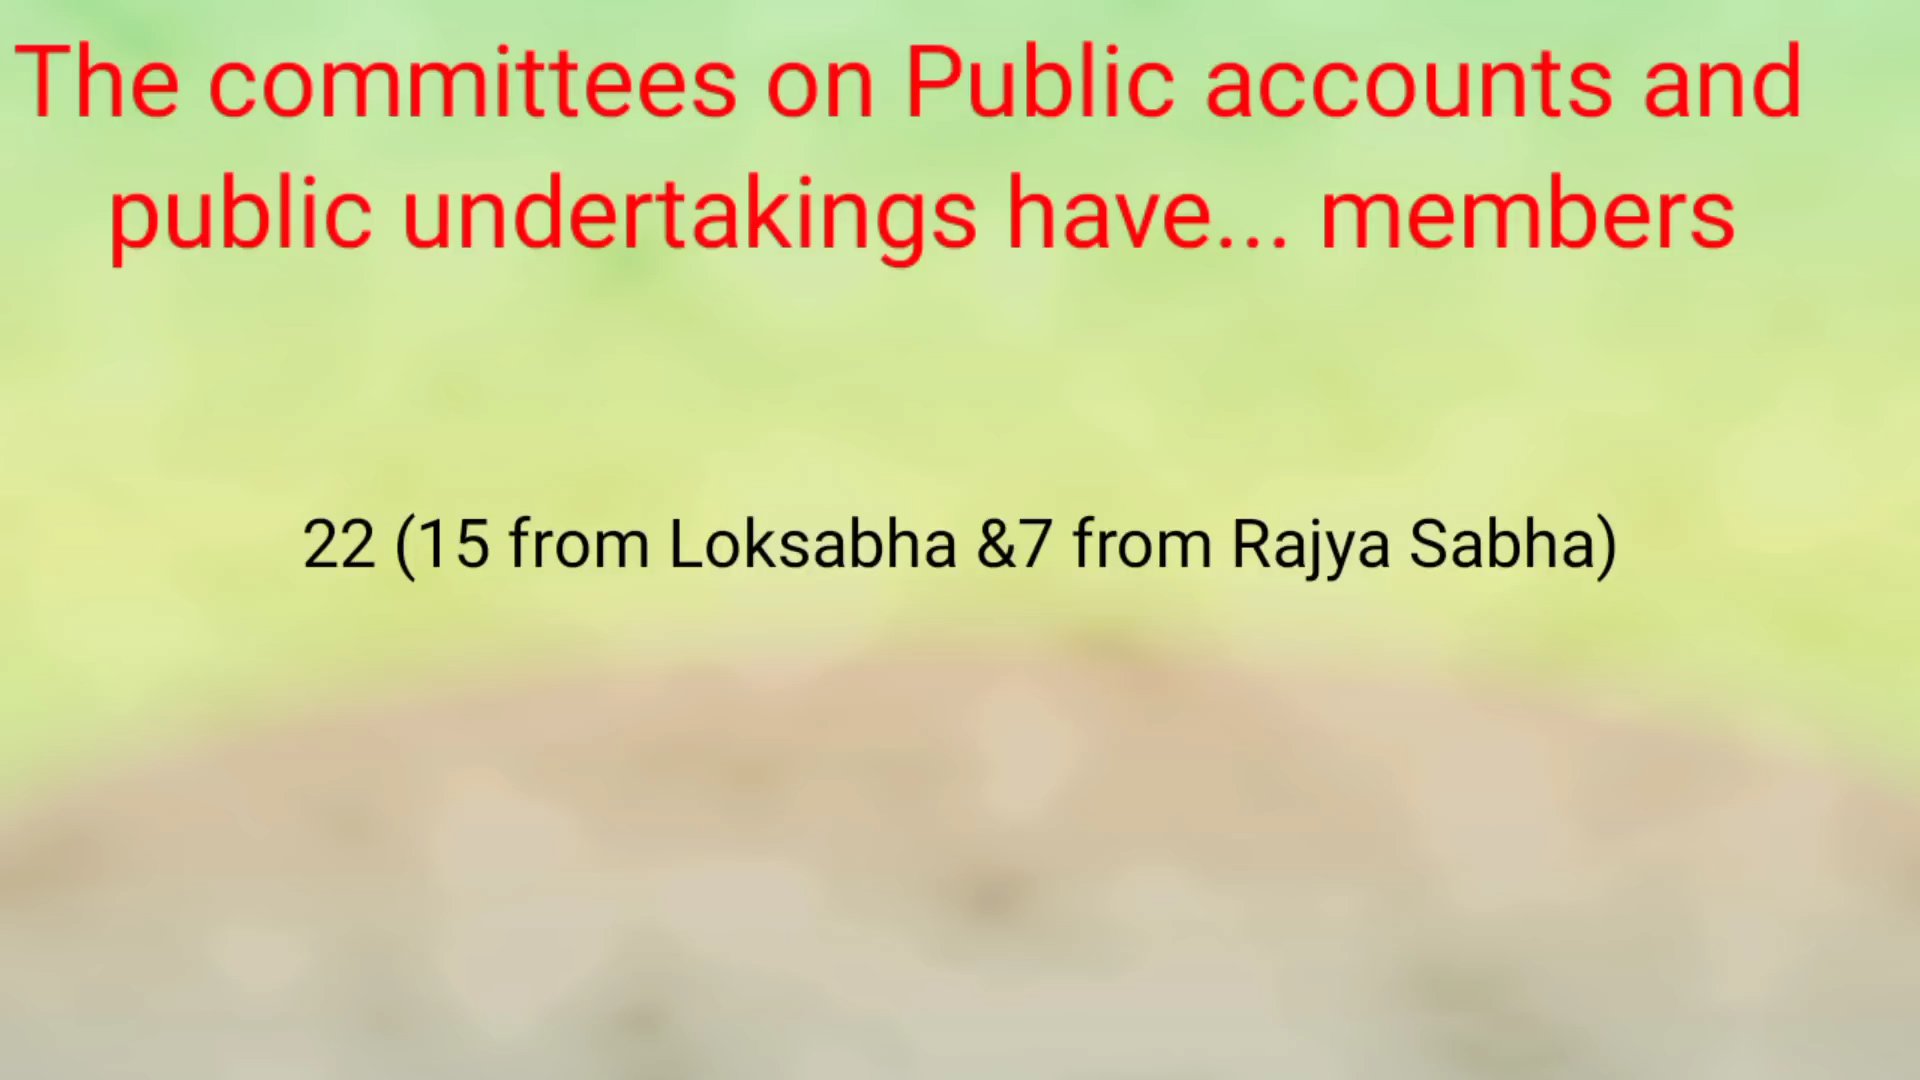 The committees on Public accounts and
public undertakings have... members
22 (15 from Loksabha &7 from Rajya Sabha)